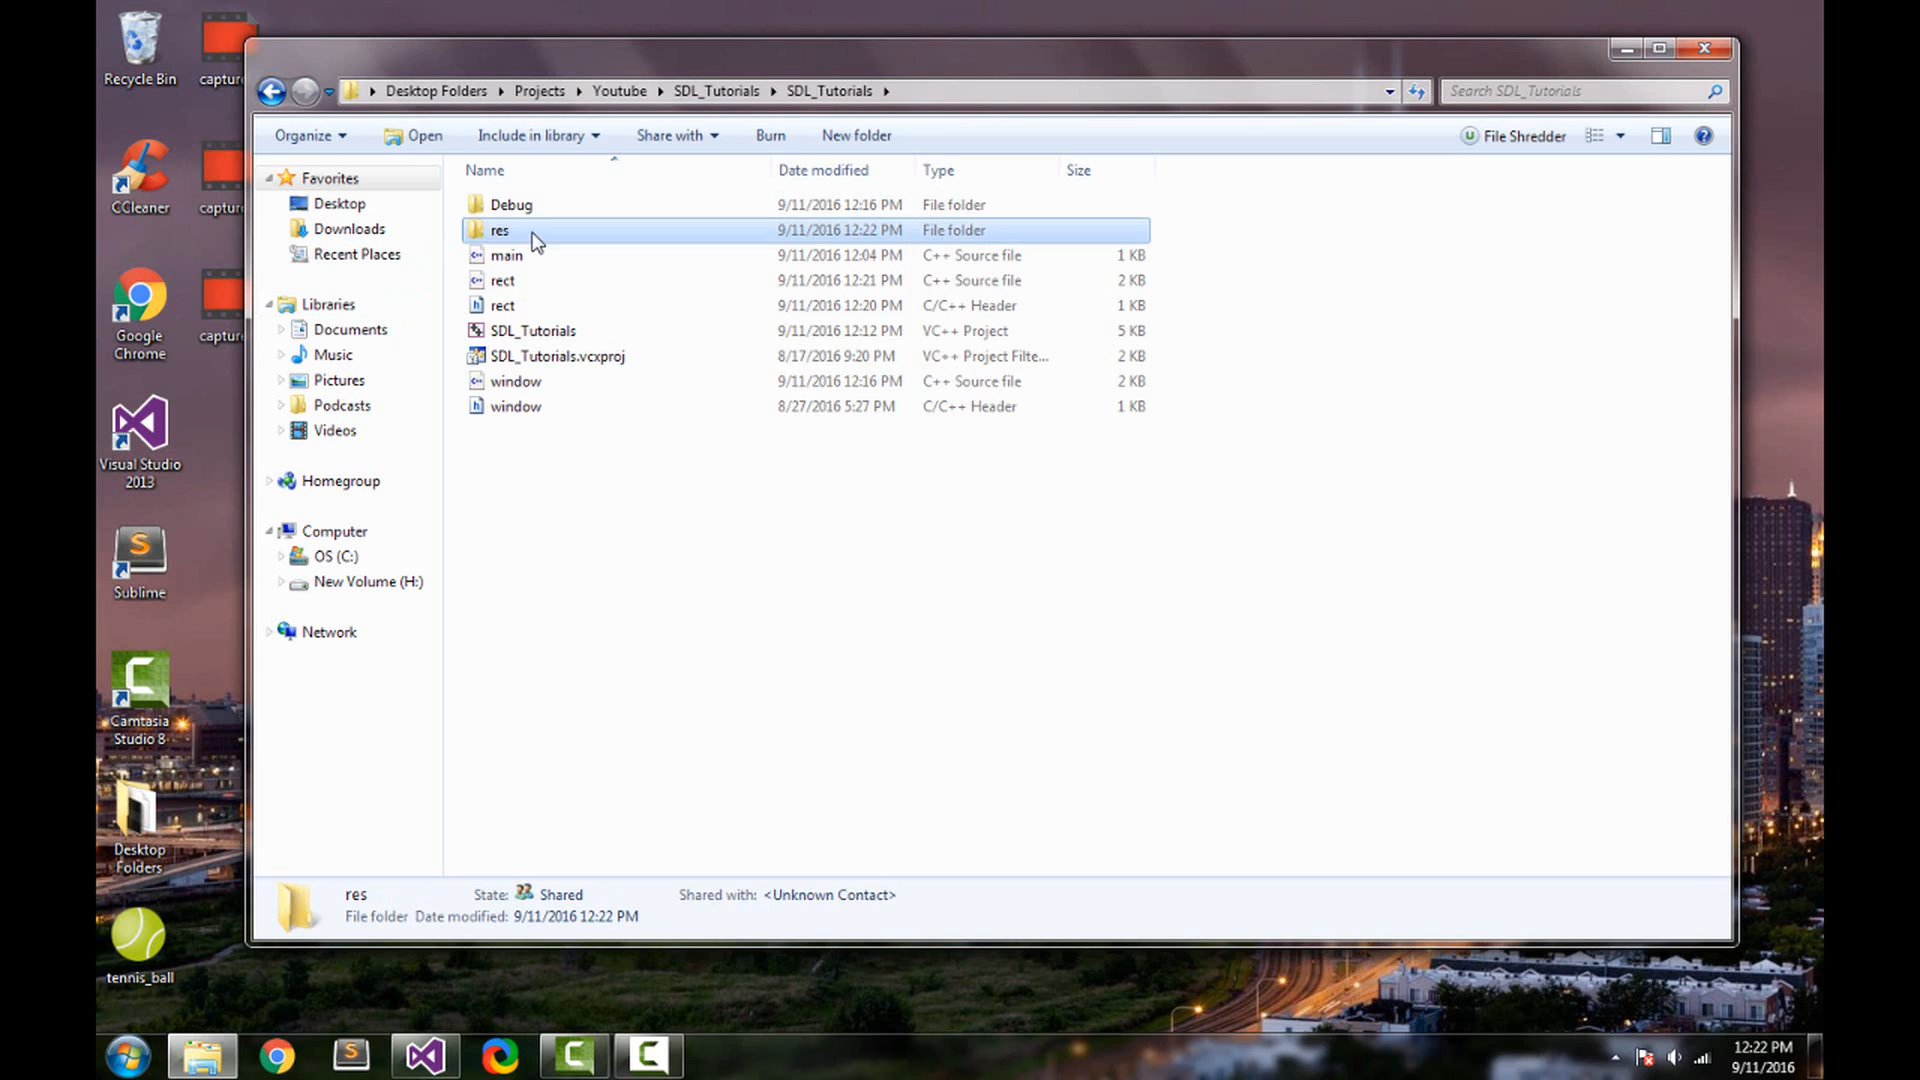 Recycle Bin
captur
CCleaner
captur
Google
Chrome
captur
Visual Studio
2013
Sublime
Camtasia
Studio 8
Desktop
Folders
tennis_ball
Desktop Folders Projects Youtube SDL_Tutorials SDL_Tutorials
Search SDL_Tutorials
Organize Open Include in library Share with Burn New folder File Shredder
Favorites
Desktop
Downloads
Recent Places
Libraries
Documents
Music
Pictures
Podcasts
Videos
Homegroup
Computer
OS (C:)
New Volume (H:)
Network
Name Date modified Type Size
Debug 9/11/2016 12:16 PM File folder
res 9/11/2016 12:22 PM File folder
main 9/11/2016 12:04 PM C++ Source file 1 KB
rect 9/11/2016 12:21 PM C++ Source file 2 KB
rect 9/11/2016 12:20 PM C/C++ Header 1 KB
SDL_Tutorials 9/11/2016 12:12 PM VC++ Project 5 KB
SDL_Tutorials.vcxproj 8/17/2016 9:20 PM VC++ Project Filte... 2 KB
window 9/11/2016 12:16 PM C++ Source file 2 KB
window 8/27/2016 5:27 PM C/C++ Header 1 KB
res State: Shared Shared with: <Unknown Contact>
File folder Date modified: 9/11/2016 12:22 PM
12:22 PM
9/11/2016